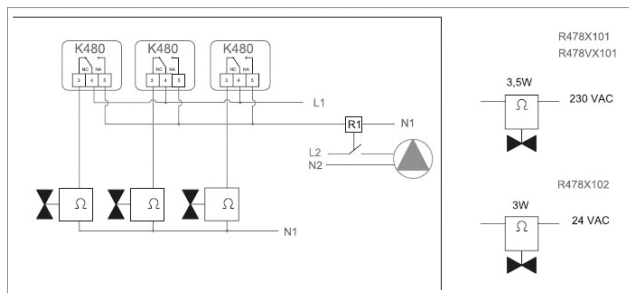 K480 K480 K480
NC NA NC NA NC NA
3 4 5 3 4 5 3 4 5
L1
R1 N1
L2
N2
Ω Ω Ω
N1
R478X101
R478VX101
3,5W
Ω 230 VAC
R478X102
3W
Ω 24 VAC